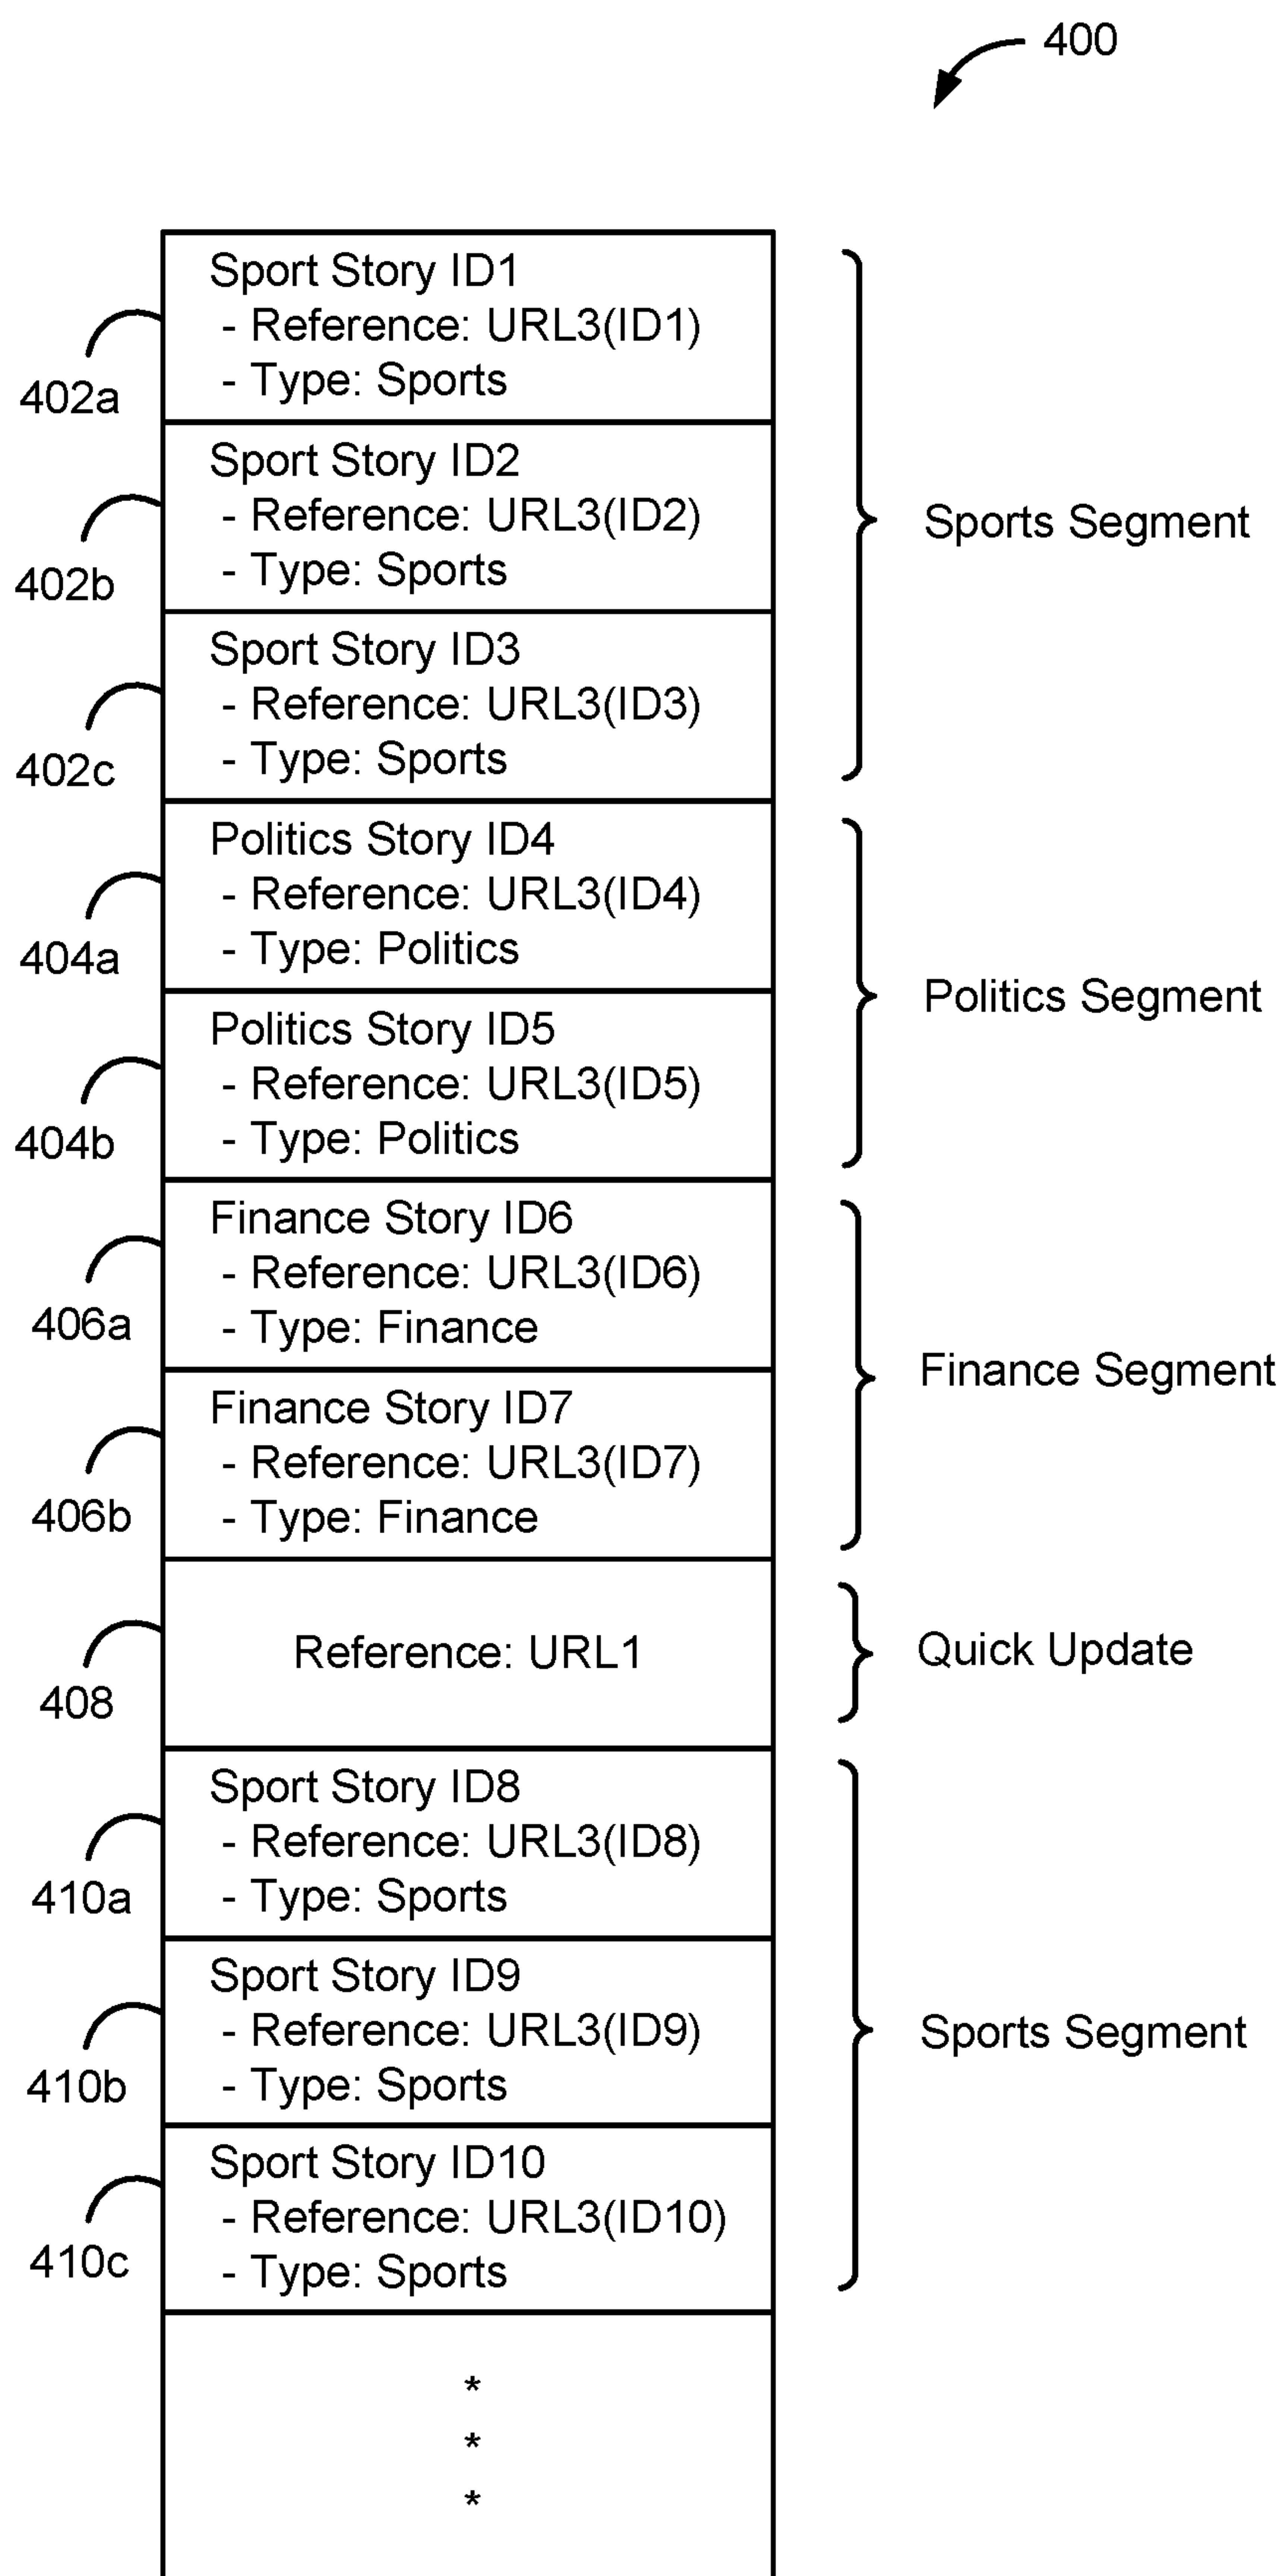 400
Sport Story ID1
- Reference: URL3(ID1)
- Type: Sports
402a
Sport Story ID2
- Reference: URL3(ID2)
- Type: Sports
402b
Sports Segment
Sport Story ID3
- Reference: URL3(ID3)
- Type: Sports
402c
Politics Story ID4
- Reference: URL3(ID4)
- Type: Politics
404a
Politics Segment
Politics Story ID5
- Reference: URL3(ID5)
- Type: Politics
404b
Finance Story ID6
- Reference: URL3(ID6)
- Type: Finance
406a
Finance Segment
Finance Story ID7
- Reference: URL3(ID7)
- Type: Finance
406b
Reference: URL1
Quick Update
408
Sport Story ID8
- Reference: URL3(ID8)
- Type: Sports
410a
Sport Story ID9
- Reference: URL3(ID9)
- Type: Sports
410b
Sports Segment
Sport Story ID10
- Reference: URL3(ID10)
- Type: Sports
410c
*
*
*